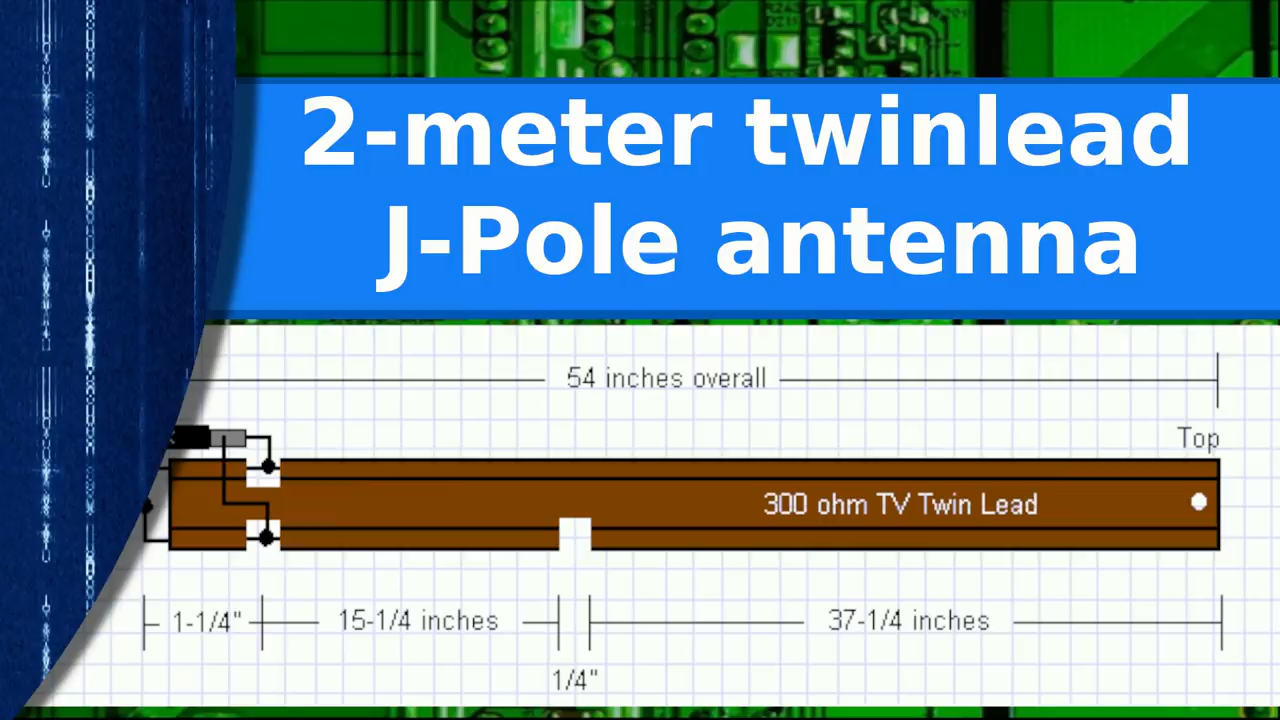 2-meter twinlead
J-Pole antenna
54 inches overall
Top
300 ohm TV Twin Lead
1-1/4"
15-1/4 inches
37-1/4 inches
1/4"